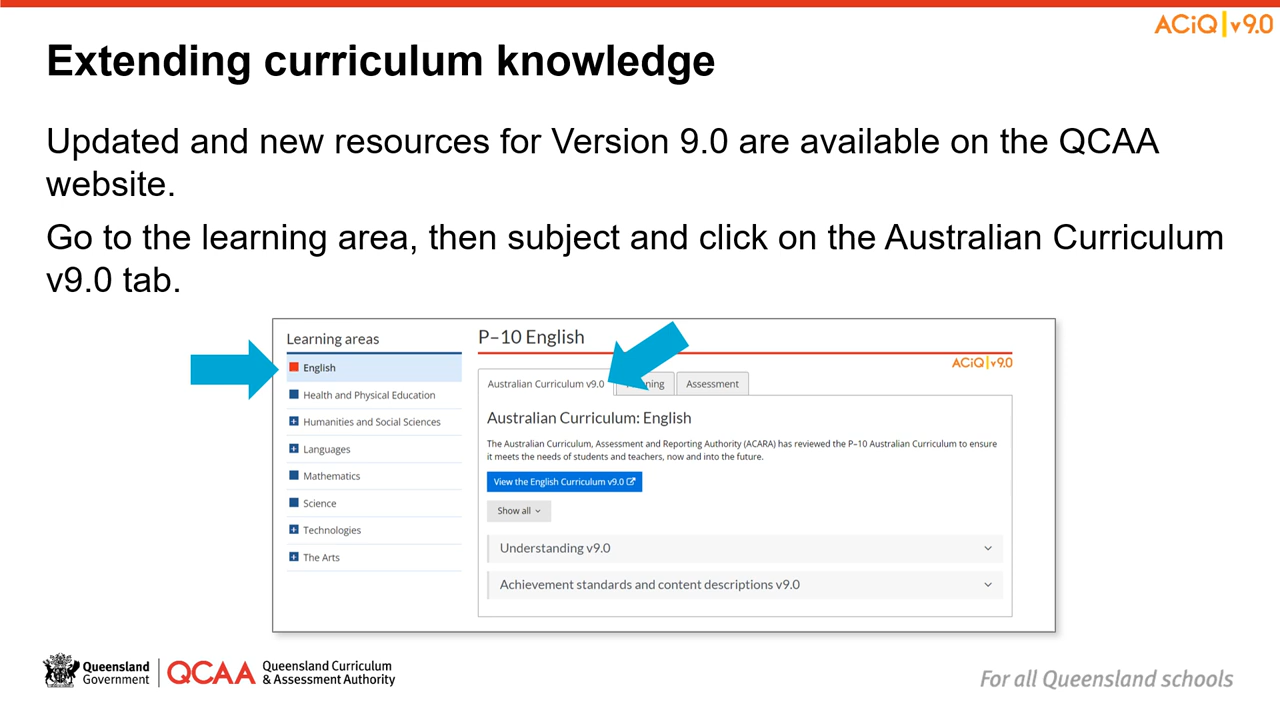 ACiQ v9.0
Extending curriculum knowledge
Updated and new resources for Version 9.0 are available on the QCAA
website.
Go to the learning area, then subject and click on the Australian Curriculum
v9.0 tab.
Learning areas
English
Health and Physical Education
Humanities and Social Sciences
Languages
Mathematics
Science
Technologies
The Arts
P–10 English
ACiQ v9.0
Australian Curriculum v9.0
Assessment
Australian Curriculum: English
The Australian Curriculum, Assessment and Reporting Authority (ACARA) has reviewed the P–10 Australian Curriculum to ensure
it meets the needs of students and teachers, now and into the future.
View the English Curriculum v9.0
Show all
Understanding v9.0
Achievement standards and content descriptions v9.0
Queensland
Government
QCAA
Queensland Curriculum
& Assessment Authority
For all Queensland schools